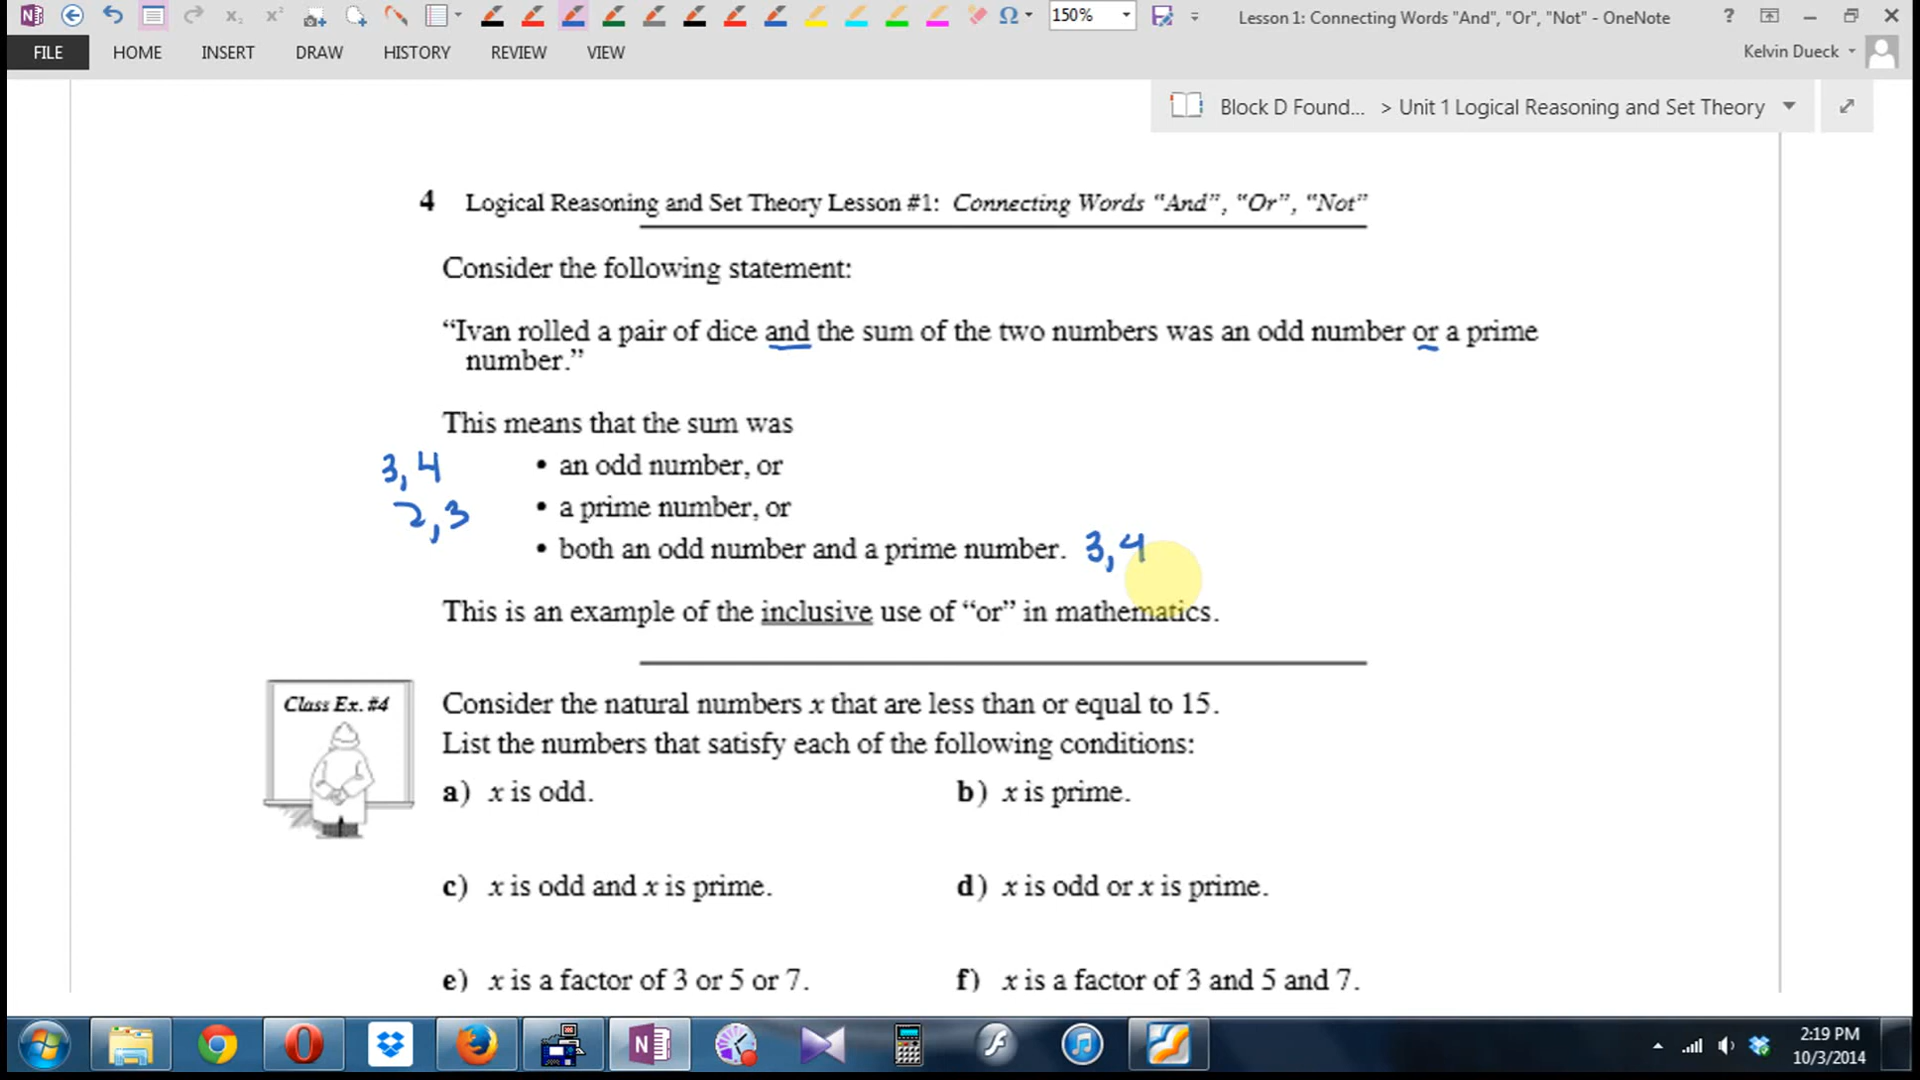 150%
Lesson 1: Connecting Words "And", "Or", "Not" - OneNote
?
FILE HOME INSERT DRAW HISTORY REVIEW VIEW
Kelvin Dueck
Block D Found... > Unit 1 Logical Reasoning and Set Theory
4 Logical Reasoning and Set Theory Lesson #1: Connecting Words “And”, “Or”, “Not”
Consider the following statement:
“Ivan rolled a pair of dice and the sum of the two numbers was an odd number or a prime
number.”
This means that the sum was
3, 4 • an odd number, or
2, 3 • a prime number, or
• both an odd number and a prime number. 3, 4
This is an example of the inclusive use of “or” in mathematics.
Class Ex. #4
Consider the natural numbers x that are less than or equal to 15.
List the numbers that satisfy each of the following conditions:
a) x is odd. b) x is prime.
c) x is odd and x is prime. d) x is odd or x is prime.
e) x is a factor of 3 or 5 or 7. f) x is a factor of 3 and 5 and 7.
2:19 PM
10/3/2014